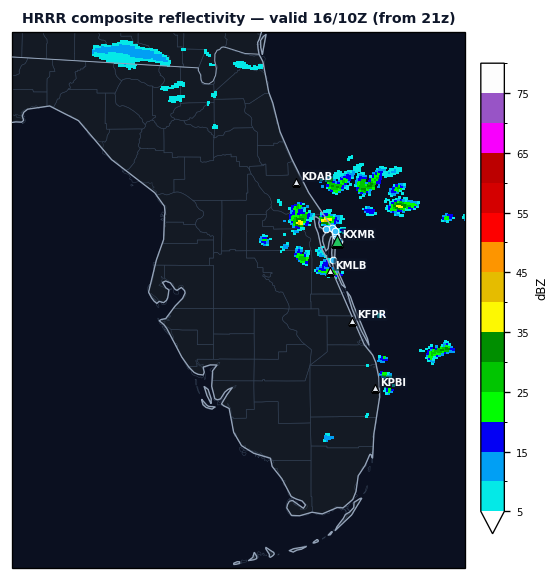 HRRR composite reflectivity — valid 16/10Z (from 21z)
KDAB
KXMR
KMLB
KFPR
KPBI
75
65
55
45
35
25
15
5
dBZ